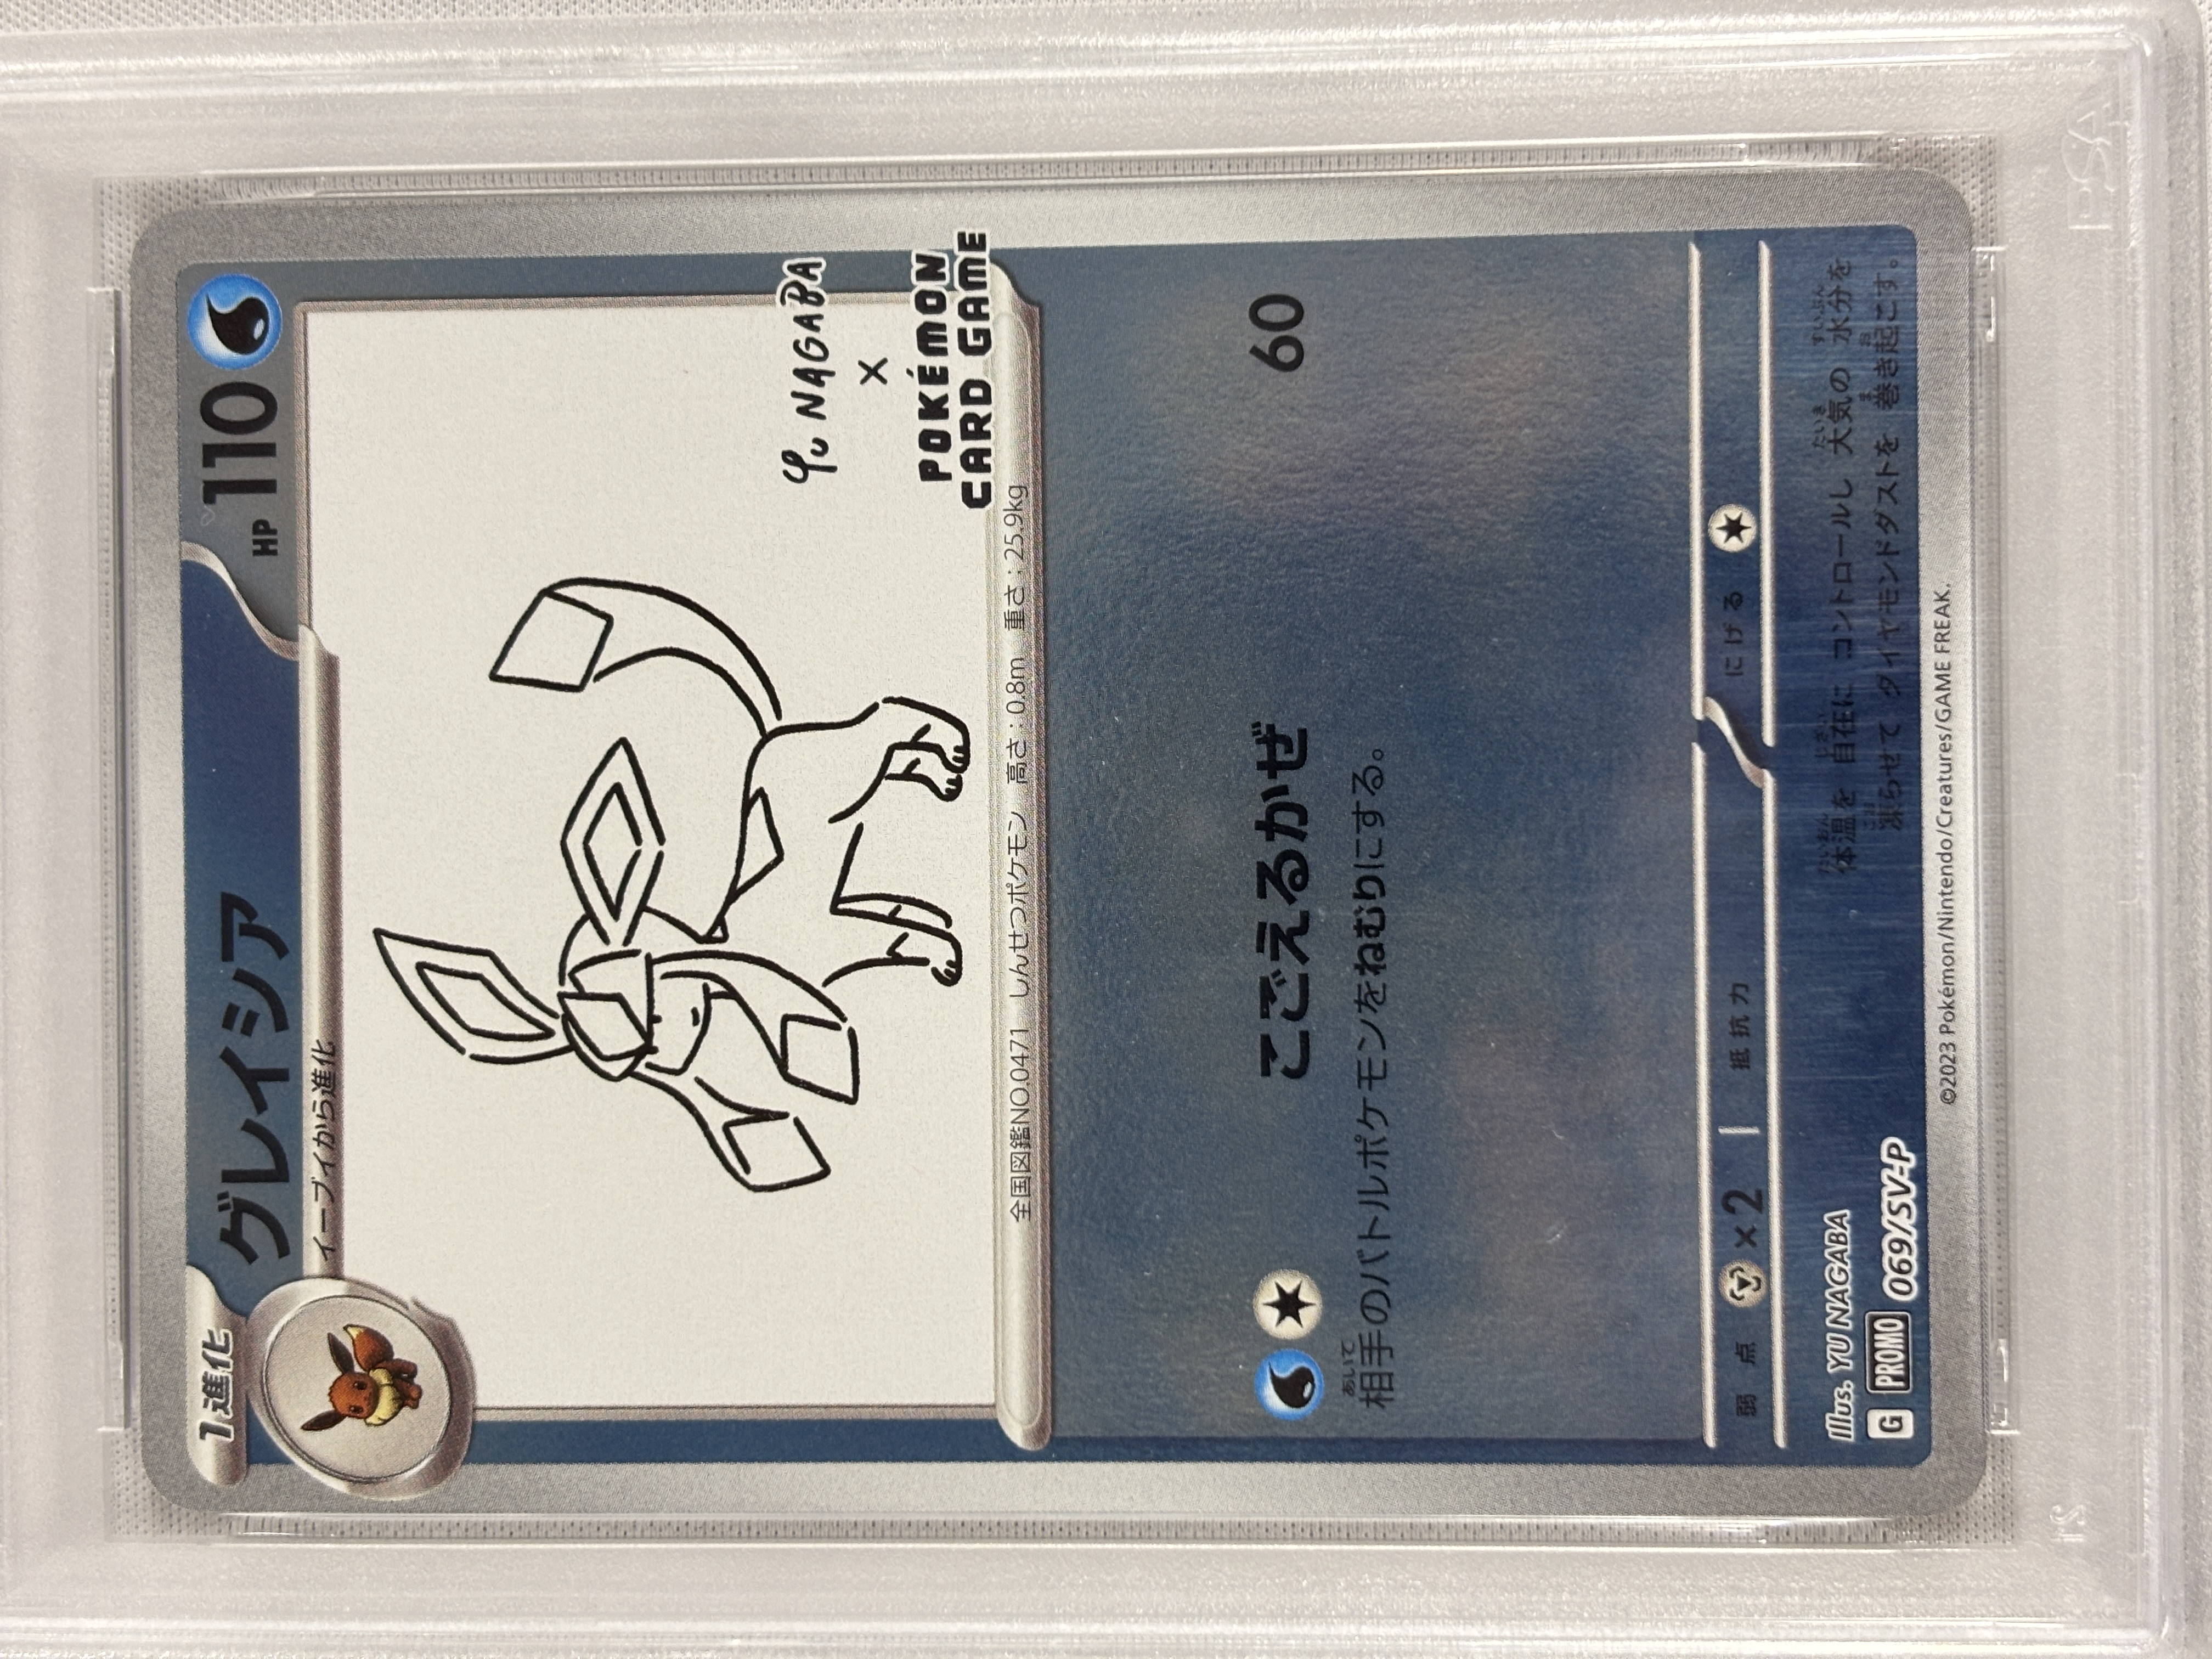 1進化
グレイシア
HP 110
イーブイから進化
Yu NAGABA
×
POKÉMON
CARD GAME
全国図鑑NO.0471 しんせつポケモン 高さ:0.8m 重さ:25.9kg
こごえるかぜ 60
相手のバトルポケモンをねむりにする。
弱点 ×2 抵抗力 にげる
Illus. YU NAGABA
体温を 自在に コントロールし 大気の 水分を
凍らせて ダイヤモンドダストを 巻き起こす。
G PROMO 069/SV-P
©2023 Pokémon/Nintendo/Creatures/GAME FREAK.
PSA